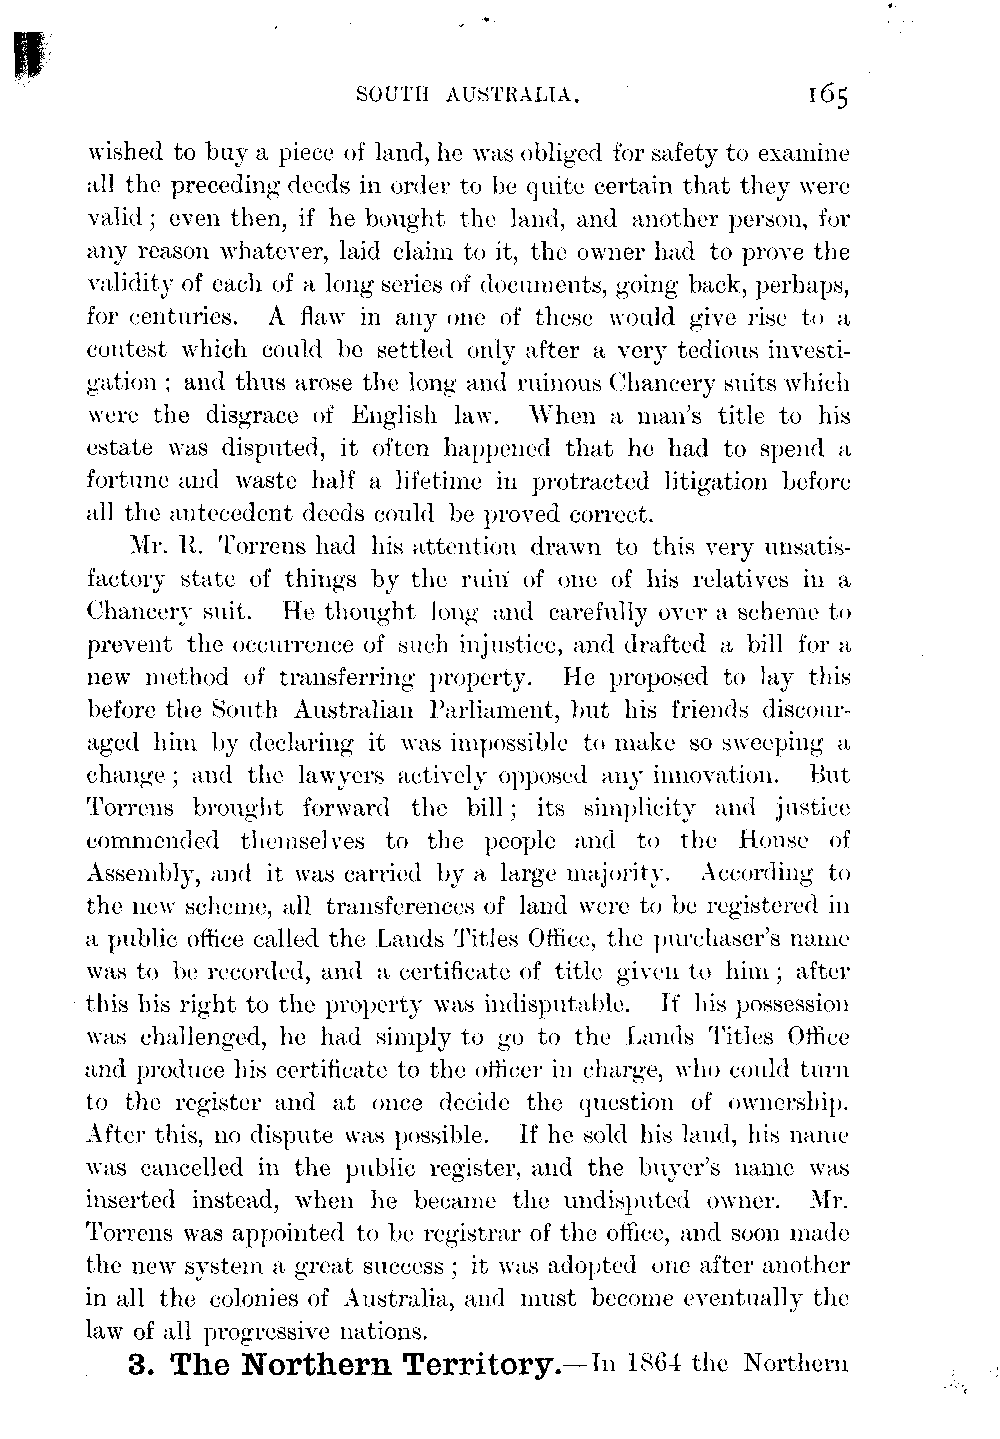 SOUTH AUSTRALIA. 165
wished to buy a piece of land, he was obliged for safety to examine
all the preceding deeds in order to be quite certain that they were
valid ; even then, if he bought the land, and another person, for
any reason whatever, laid claim to it, the owner had to prove the
validity of each of a long series of documents, going back, perhaps,
for centuries. A flaw in any one of these would give rise to a
contest which could be settled only after a very tedious investi-
gation ; and thus arose the long and ruinous Chancery suits which
were the disgrace of English law. When a man's title to his
estate was disputed, it often happened that he had to spend a
fortune and waste half a lifetime in protracted litigation before
all the antecedent deeds could be proved correct.
Mr. R. Torrens had his attention drawn to this very unsatis-
factory state of things by the ruin of one of his relatives in a
Chancery suit. He thought long and carefully over a scheme to
prevent the occurrence of such injustice, and drafted a bill for a
new method of transferring property. He proposed to lay this
before the South Australian Parliament, but his friends discour-
aged him by declaring it was impossible to make so sweeping a
change ; and the lawyers actively opposed any innovation. But
Torrens brought forward the bill ; its simplicity and justice
commended themselves to the people and to the House of
Assembly, and it was carried by a large majority. According to
the new scheme, all transferences of land were to be registered in
a public office called the Lands Titles Office, the purchaser's name
was to be recorded, and a certificate of title given to him ; after
this his right to the property was indisputable. If his possession
was challenged, he had simply to go to the Lands Titles Office
and produce his certificate to the officer in charge, who could turn
to the register and at once decide the question of ownership.
After this, no dispute was possible. If he sold his land, his name
was cancelled in the public register, and the buyer's name was
inserted instead, when he became the undisputed owner. Mr.
Torrens was appointed to be registrar of the office, and soon made
the new system a great success ; it was adopted one after another
in all the colonies of Australia, and must become eventually the
law of all progressive nations.
3. The Northern Territory.—In 1864 the Northern